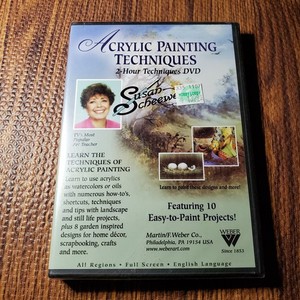 ACRYLIC PAINTING
TECHNIQUES
2-Hour Techniques DVD
Susan
Scheewe
TV's Most
Popular
Art Teacher
LEARN THE
TECHNIQUES OF
ACRYLIC PAINTING
Learn to use acrylics
as watercolors or oils
with numerous how-to's,
shortcuts, techniques
and tips with landscape
and still life projects,
plus 8 garden inspired
designs for home décor,
scrapbooking, crafts
and more.
Learn to paint these designs and more!
Featuring 10
Easy-to-Paint Projects!
Martin/F. Weber Co.,
Philadelphia, PA 19154 USA
www.weberart.com
WEBER
Since 1853
All Regions • Full Screen • English Language